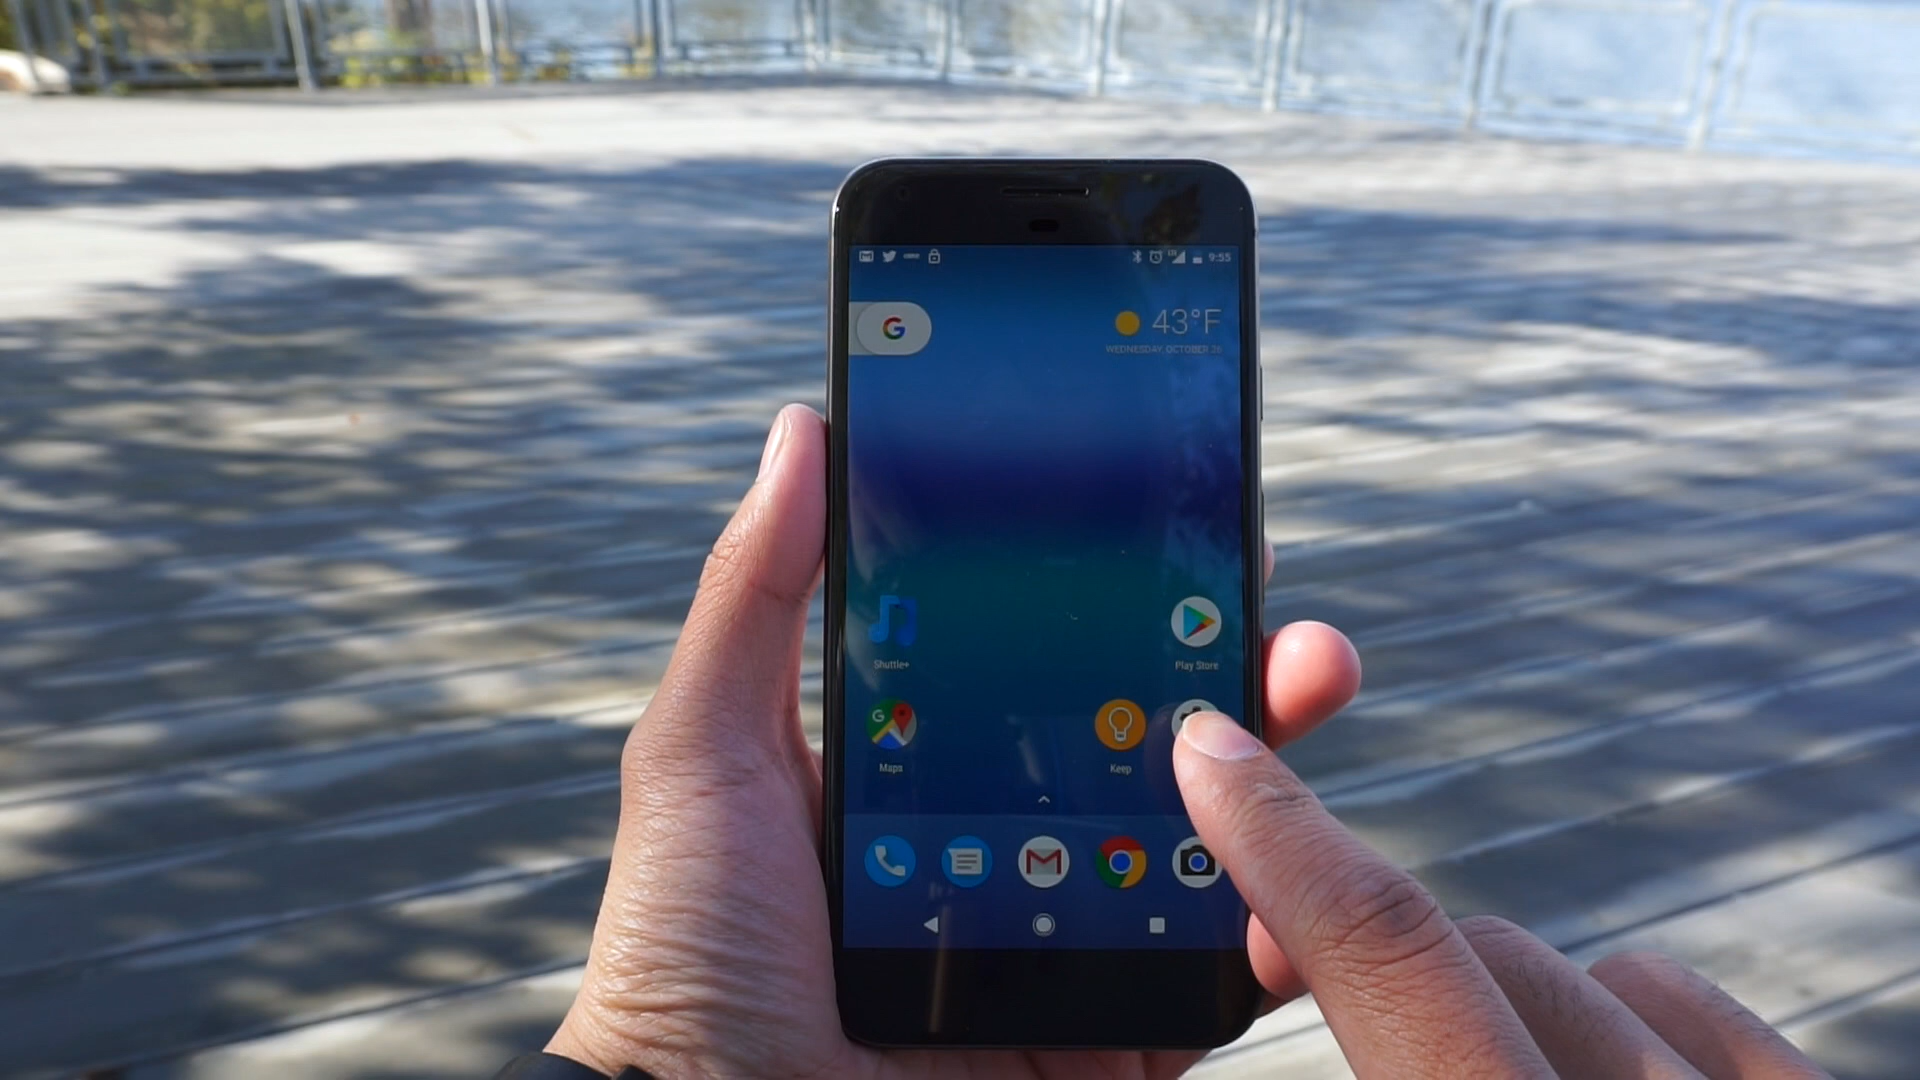 9:55
G
43°F
WEDNESDAY, OCTOBER 26
Shuttle+
Play Store
Maps
Keep